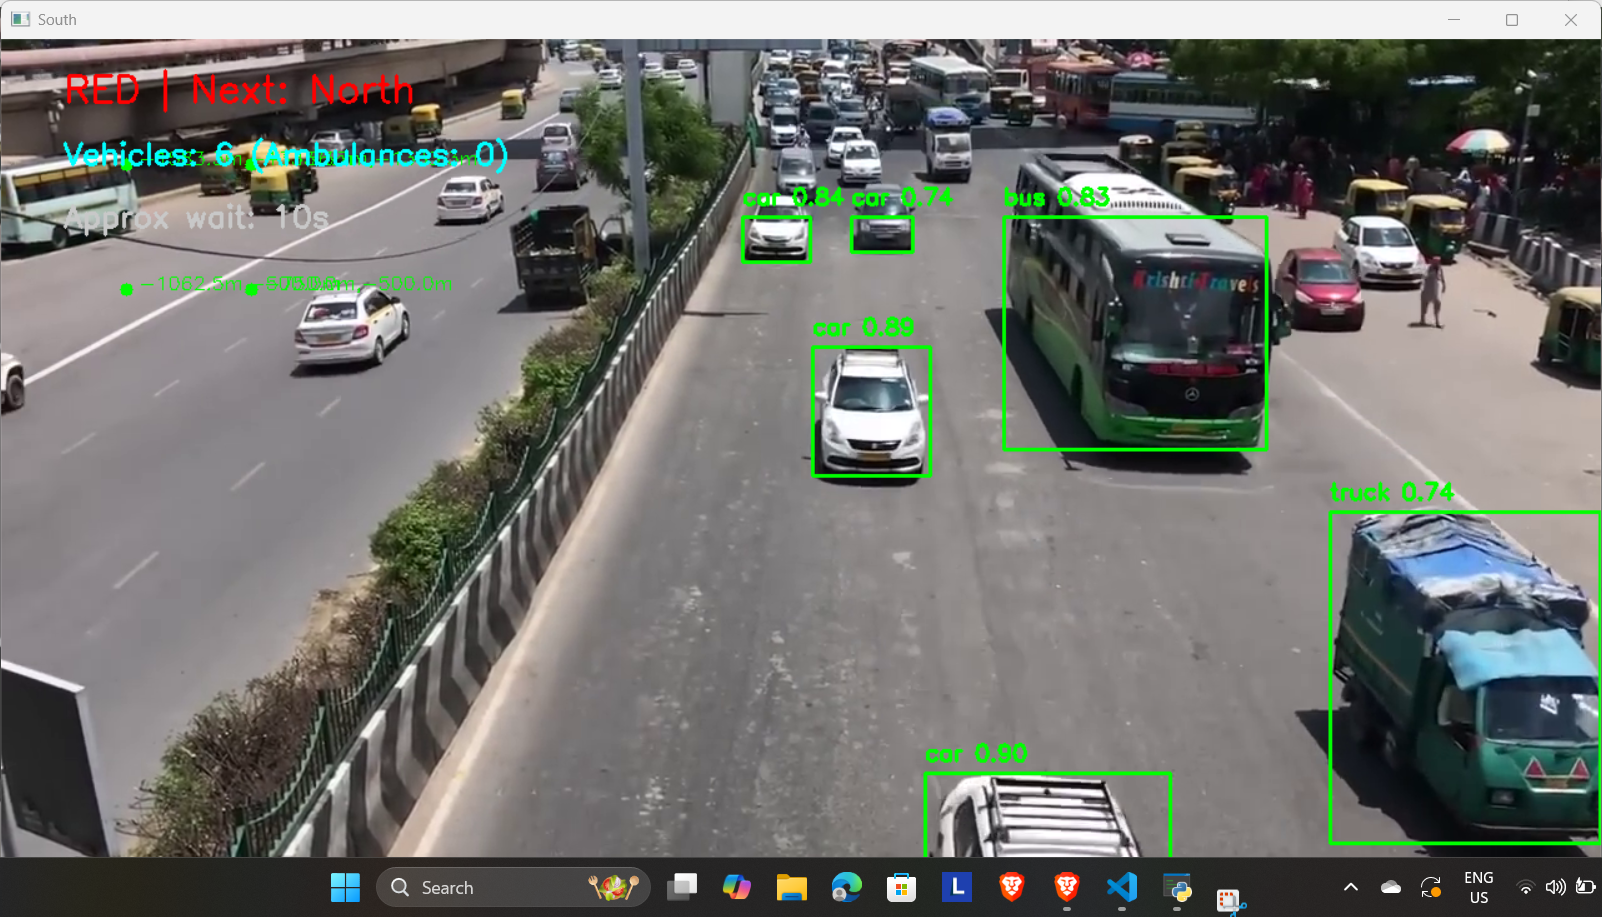 South
RED | Next: North
Vehicles: 6 (Ambulances: 0)
Approx wait: 10s
car 0.84
car 0.74
bus 0.83
Krishti Travels
car 0.89
truck 0.74
car 0.90
Search
L
ENG
US